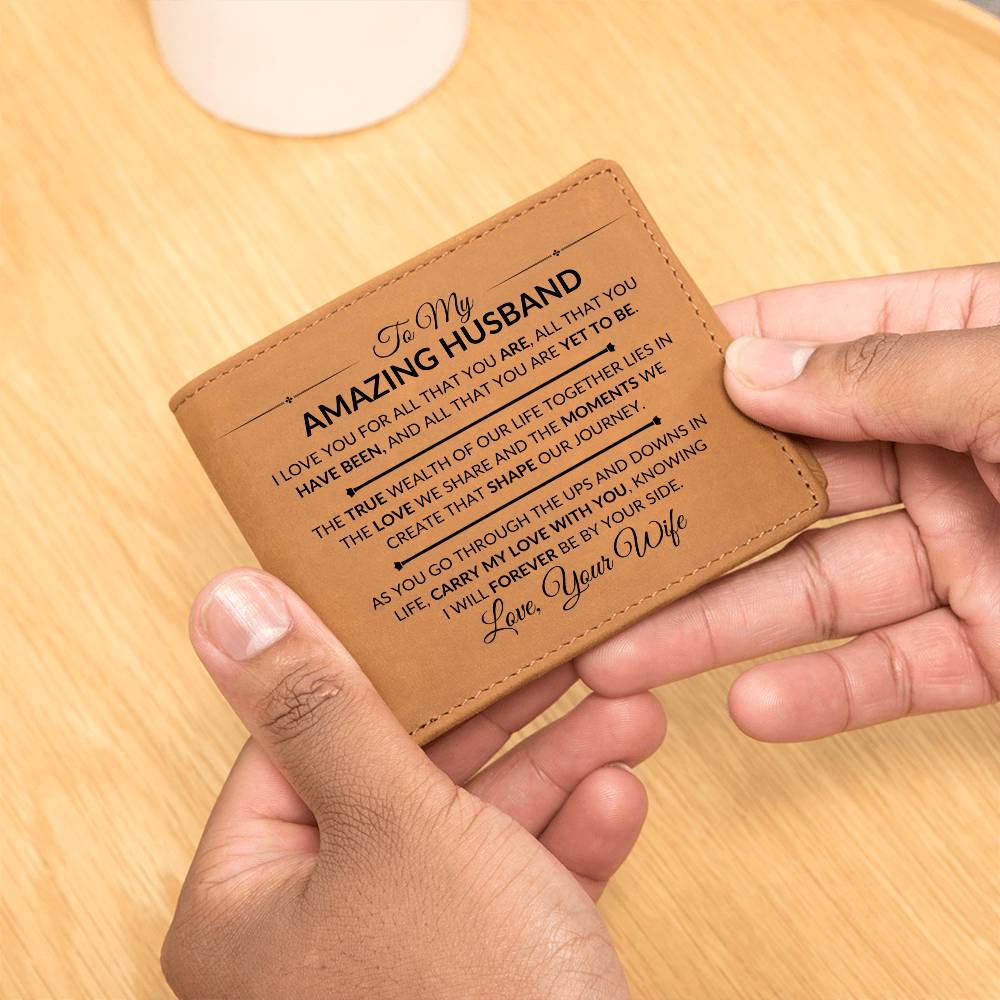 To My
AMAZING HUSBAND
I LOVE YOU FOR ALL THAT YOU ARE, ALL THAT YOU
HAVE BEEN, AND ALL THAT YOU ARE YET TO BE.
THE TRUE WEALTH OF OUR LIFE TOGETHER LIES IN
THE LOVE WE SHARE AND THE MOMENTS WE
CREATE THAT SHAPE OUR JOURNEY.
AS YOU GO THROUGH THE UPS AND DOWNS IN
LIFE, CARRY MY LOVE WITH YOU, KNOWING
I WILL FOREVER BE BY YOUR SIDE.
Love, Your Wife